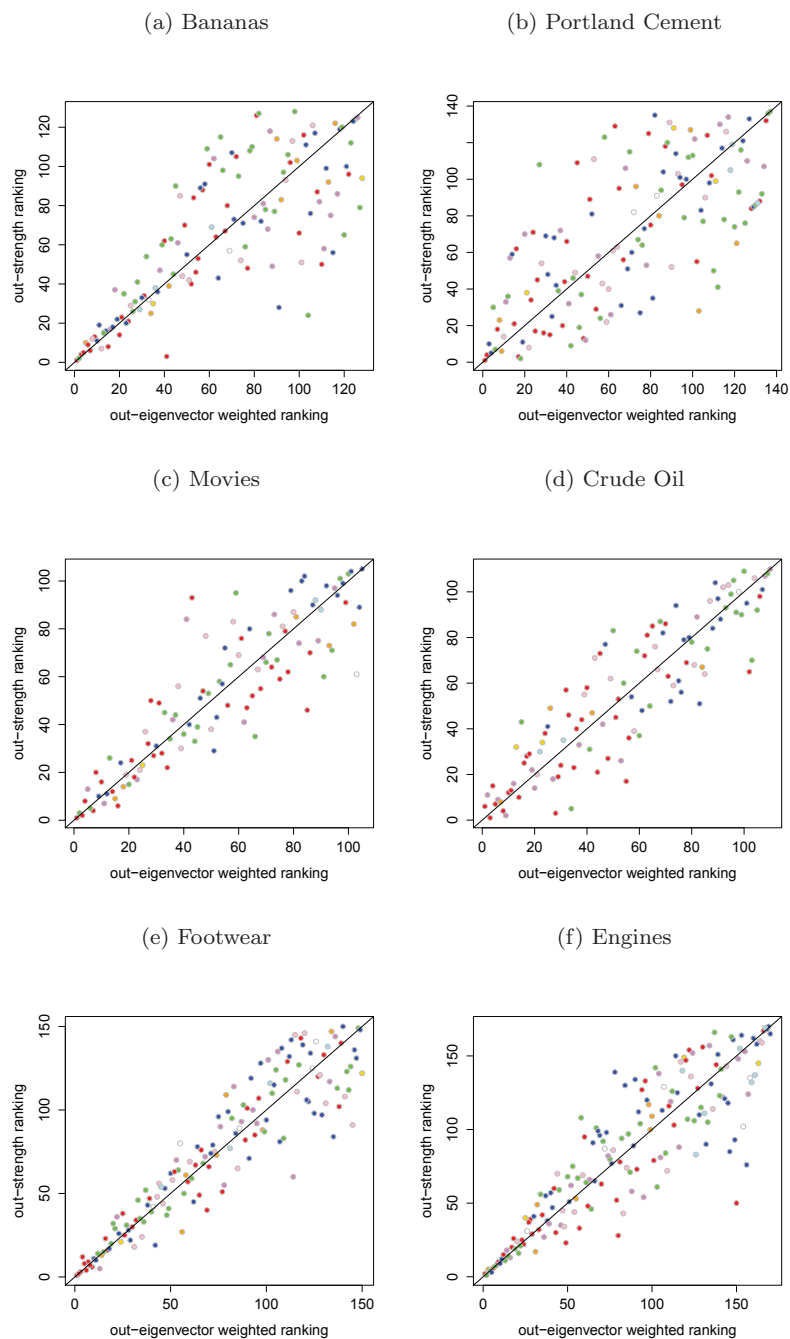 (a) Bananas
(b) Portland Cement
0 20 40 60 80 100 120
out−strength ranking
0 20 40 60 80 100 120
out−eigenvector weighted ranking
0 20 40 60 80 100 120 140
out−strength ranking
0 20 40 60 80 100 120 140
out−eigenvector weighted ranking
(c) Movies
(d) Crude Oil
0 20 40 60 80 100
out−strength ranking
0 20 40 60 80 100
out−eigenvector weighted ranking
0 20 40 60 80 100
out−strength ranking
0 20 40 60 80 100
out−eigenvector weighted ranking
(e) Footwear
(f) Engines
0 50 100 150
out−strength ranking
0 50 100 150
out−eigenvector weighted ranking
0 50 100 150
out−strength ranking
0 50 100 150
out−eigenvector weighted ranking